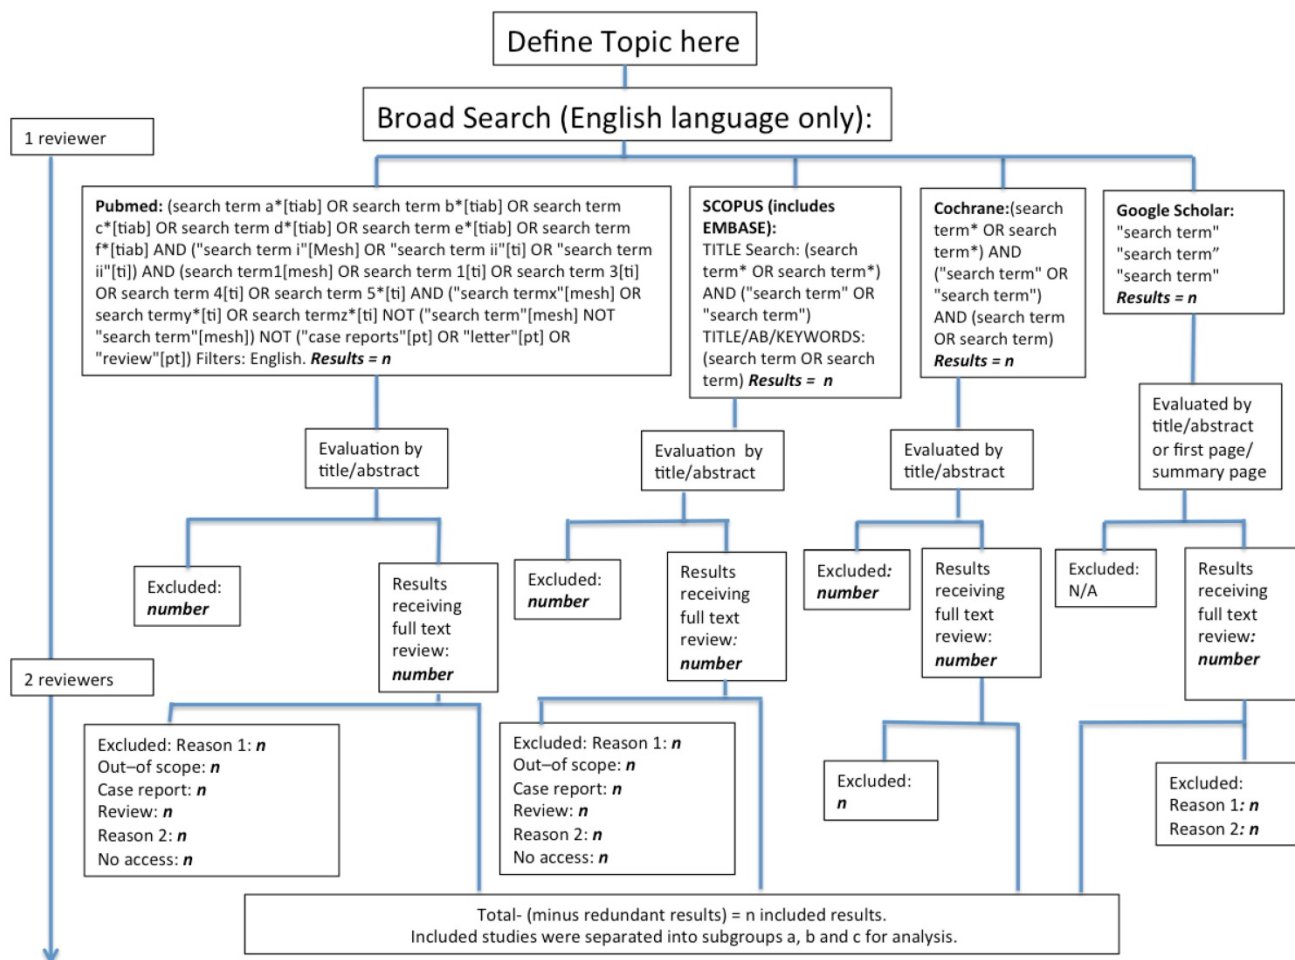 Define Topic here
Broad Search (English language only):
1 reviewer
Pubmed: (search term a*[tiab] OR search term b*[tiab] OR search term
c*[tiab] OR search term d*[tiab] OR search term e*[tiab] OR search term
f*[tiab] AND ("search term i"[Mesh] OR "search term ii"[ti] OR "search term
ii"[ti]) AND (search term1[mesh] OR search term 1[ti] OR search term 3[ti]
OR search term 4[ti] OR search term 5*[ti] AND ("search termx"[mesh] OR
search termy*[ti] OR search termz*[ti] NOT ("search term"[mesh] NOT
"search term"[mesh]) NOT ("case reports"[pt] OR "letter"[pt] OR
"review"[pt]) Filters: English. Results = n
SCOPUS (includes
EMBASE):
TITLE Search: (search
term* OR search term*)
AND ("search term" OR
"search term")
TITLE/AB/KEYWORDS:
(search term OR search
term) Results = n
Cochrane:(search
term* OR search
term*) AND
("search term" OR
"search term")
AND (search term
OR search term)
Results = n
Google Scholar:
"search term"
"search term”
"search term"
Results = n
Evaluation by
title/abstract
Evaluation by
title/abstract
Evaluated by
title/abstract
Evaluated by
title/abstract
or first page/
summary page
Excluded:
number
Results
receiving
full text
review:
number
Excluded:
number
Results
receiving
full text
review:
number
Excluded:
number
Results
receiving
full text
review:
number
Excluded:
N/A
Results
receiving
full text
review:
number
2 reviewers
Excluded: Reason 1: n
Out–of scope: n
Case report: n
Review: n
Reason 2: n
No access: n
Excluded: Reason 1: n
Out–of scope: n
Case report: n
Review: n
Reason 2: n
No access: n
Excluded:
n
Excluded:
Reason 1: n
Reason 2: n
Total- (minus redundant results) = n included results.
Included studies were separated into subgroups a, b and c for analysis.